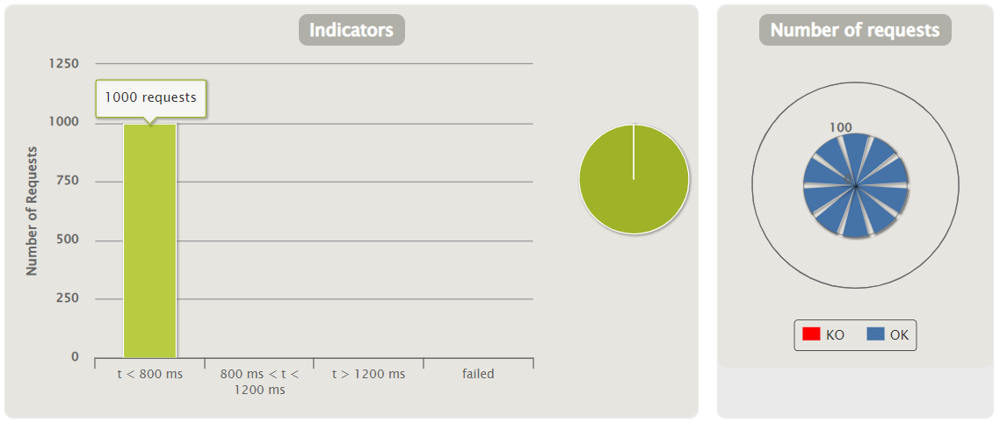 Indicators
1250
1000 requests
1000
750
500
250
0
Number of Requests
t < 800 ms
800 ms < t <
1200 ms
t > 1200 ms
failed
Number of requests
100
KO
OK